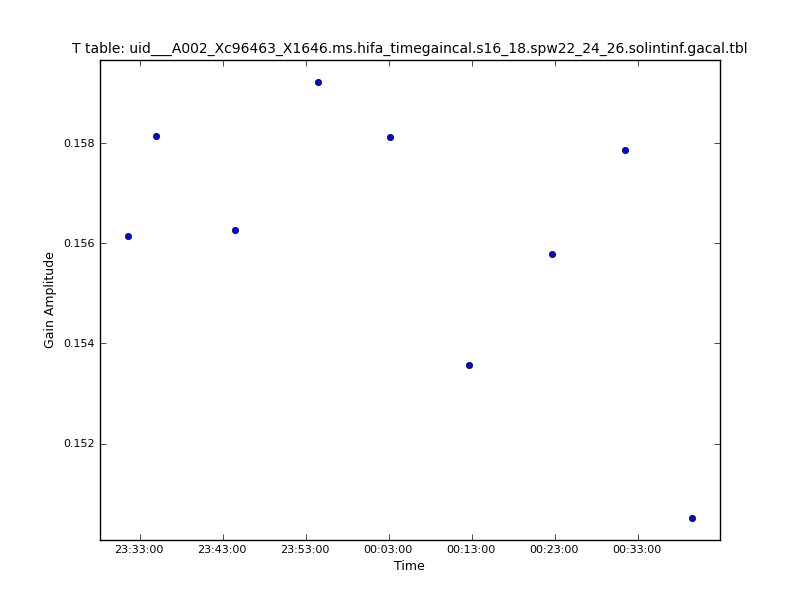 T table: uid___A002_Xc96463_X1646.ms.hifa_timegaincal.s16_18.spw22_24_26.solintinf.gacal.tbl
0.158
0.156
0.154
0.152
Gain Amplitude
23:33:00 23:43:00 23:53:00 00:03:00 00:13:00 00:23:00 00:33:00
Time